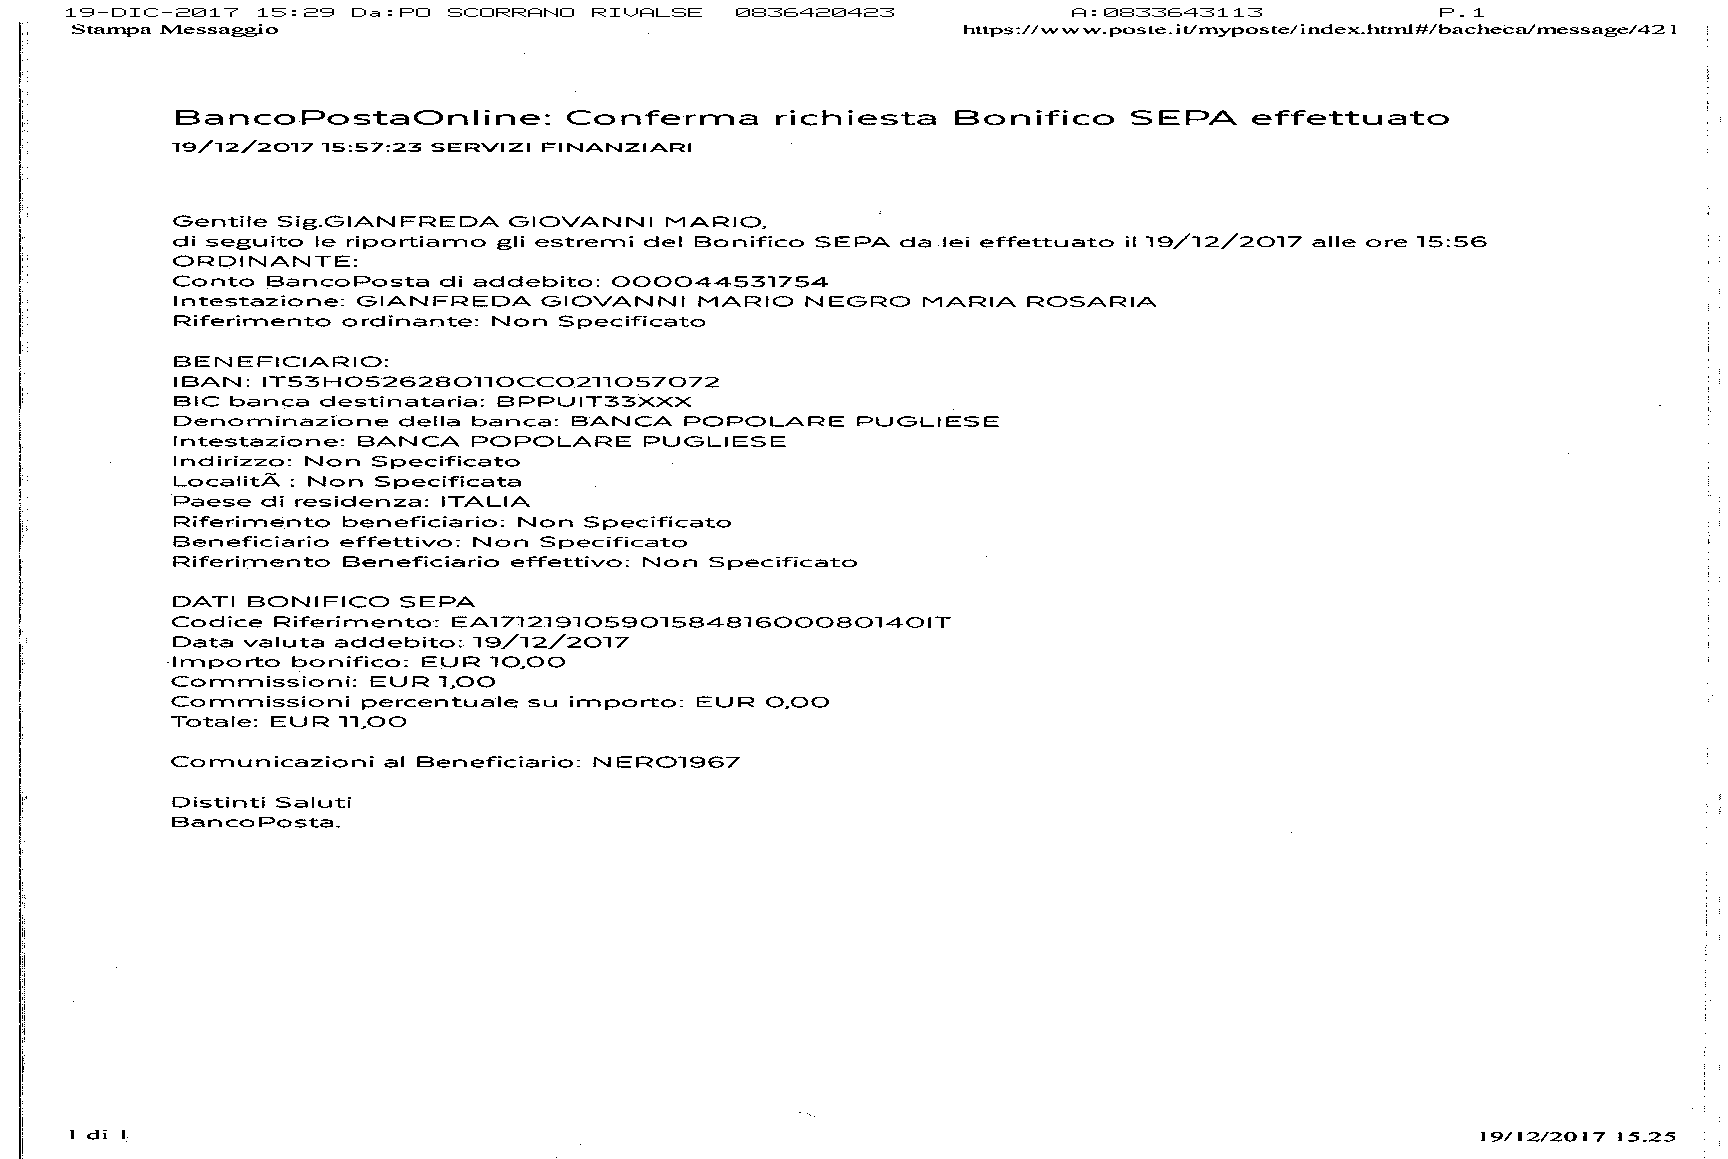 19-DIC-2017 15:29 Da:PO SCORRANO RIVALSE 0836420423 A:0833643113 P.1
Stampa Messaggio https://www.poste.it/myposte/index.html#/bacheca/message/421
BancoPostaOnline: Conferma richiesta Bonifico SEPA effettuato
19/12/2017 15:57:23 SERVIZI FINANZIARI
Gentile Sig.GIANFREDA GIOVANNI MARIO,
di seguito le riportiamo gli estremi del Bonifico SEPA da lei effettuato il 19/12/2017 alle ore 15:56
ORDINANTE:
Conto BancoPosta di addebito: 000044531754
Intestazione: GIANFREDA GIOVANNI MARIO NEGRO MARIA ROSARIA
Riferimento ordinante: Non Specificato
BENEFICIARIO:
IBAN: IT53H0526280110CC0211057072
BIC banca destinataria: BPPUIT33XXX
Denominazione della banca: BANCA POPOLARE PUGLIESE
Intestazione: BANCA POPOLARE PUGLIESE
Indirizzo: Non Specificato
LocalitÃ : Non Specificata
Paese di residenza: ITALIA
Riferimento beneficiario: Non Specificato
Beneficiario effettivo: Non Specificato
Riferimento Beneficiario effettivo: Non Specificato
DATI BONIFICO SEPA
Codice Riferimento: EA17121910590158481600080140IT
Data valuta addebito: 19/12/2017
Importo bonifico: EUR 10,00
Commissioni: EUR 1,00
Commissioni percentuale su importo: EUR 0,00
Totale: EUR 11,00
Comunicazioni al Beneficiario: NERO1967
Distinti Saluti
BancoPosta.
1 di 1 19/12/2017 15.25